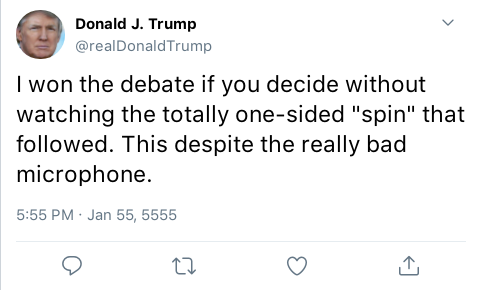 Donald J. Trump
@realDonaldTrump
I won the debate if you decide without
watching the totally one-sided "spin" that
followed. This despite the really bad
microphone.
5:55 PM · Jan 55, 5555